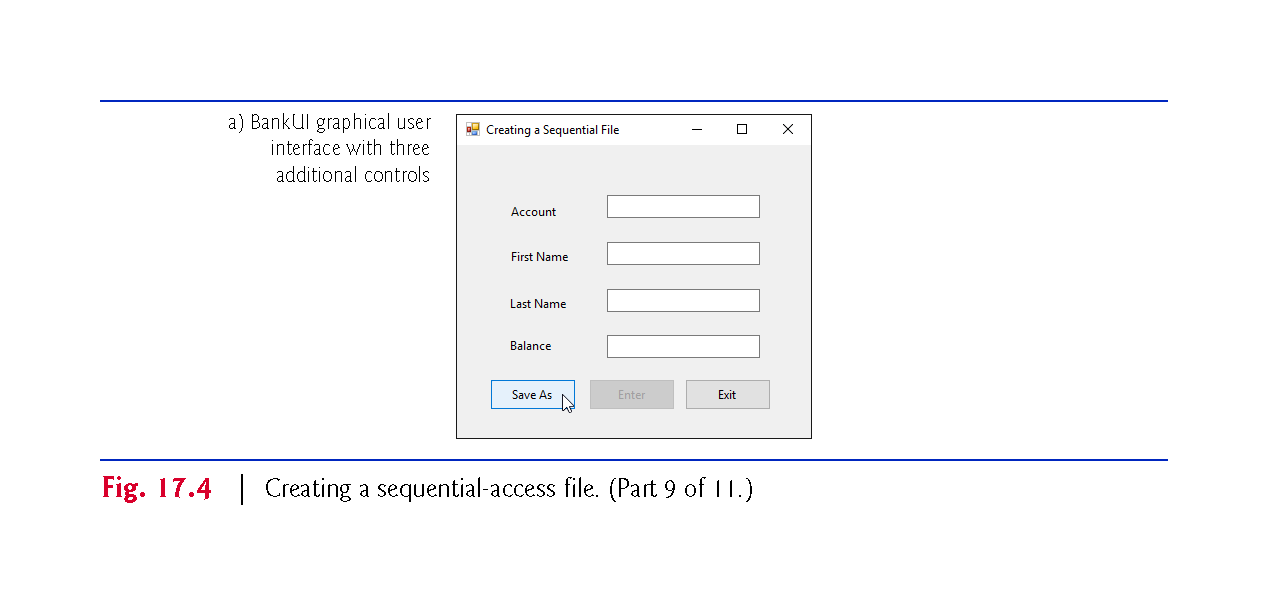 a) BankUI graphical user
interface with three
additional controls
Creating a Sequential File
Account
First Name
Last Name
Balance
Save As Enter Exit
Fig. 17.4 | Creating a sequential-access file. (Part 9 of 11.)